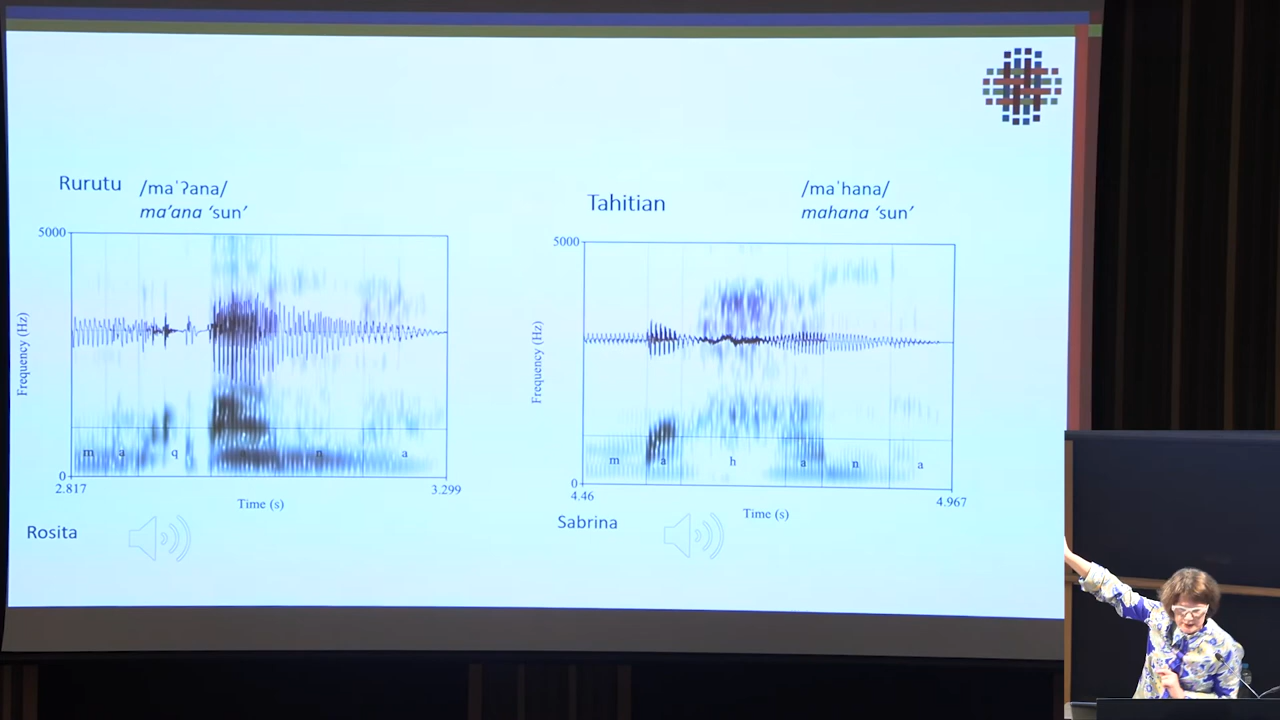 Rurutu /maˈʔana/
ma'ana 'sun'
5000
Frequency (Hz)
m a q n a
0
2.817 3.299
Time (s)
Rosita
Tahitian /maˈhana/
mahana 'sun'
5000
Frequency (Hz)
m a h a n a
0
4.46 4.967
Time (s)
Sabrina